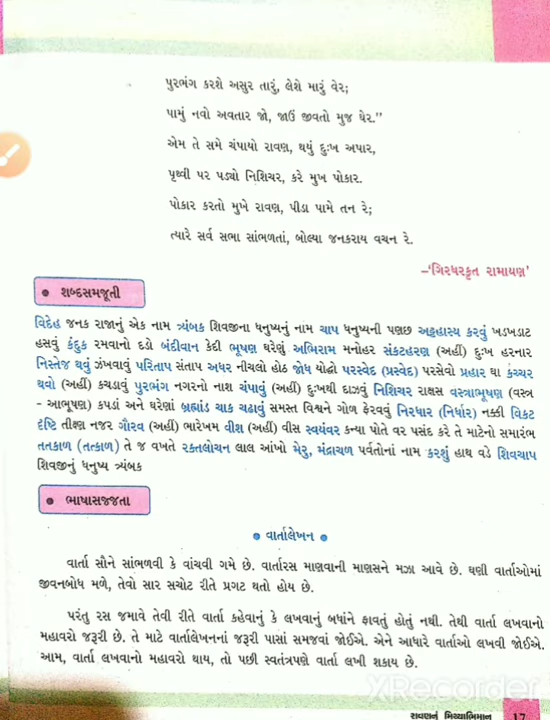 પુરભંગ કરશે અસુર તારું, લેશે મારું વેર;
પામું નવો અવતાર જો, જાઉં જીવતો મુજ ઘેર.”
એમ તે સમે ચંપાયો રાવણ, થયું દુઃખ અપાર,
પૃથ્વી પર પડ્યો નિશિચર, કરે મુખ પોકાર.
પોકાર કરતો મુખે રાવણ, પીડા પામે તન રે;
ત્યારે સર્વ સભા સાંભળતાં, બોલ્યા જનકરાય વચન રે.
–‘ગિરધરકૃત રામાયણ’
• શબ્દસમજૂતી
વિદેહ જનક રાજાનું એક નામ ત્ર્યંબક શિવજીના ધનુષ્યનું નામ ચાપ ધનુષ્યની પણછ અટ્ટહાસ્ય કરવું ખડખડાટ
હસવું કંદુક રમવાનો દડો બંદીવાન કેદી ભૂષણ ઘરેણું અભિરામ મનોહર સંકટહરણ (અહીં) દુઃખ હરનાર
નિસ્તેજ થવું ઝંખવાવું પરિતાપ સંતાપ અધર નીચલો હોઠ જોધ યોદ્ધો પરસ્વેદ (પ્રસ્વેદ) પરસેવો પ્રહાર ઘા કચ્ચર
થવો (અહીં) કચડાવું પુરભંગ નગરનો નાશ ચંપાવું (અહીં) દુઃખથી દાઝવું નિશિચર રાક્ષસ વસ્ત્રાભૂષણ (વસ્ત્ર
- આભૂષણ) કપડાં અને ઘરેણાં બ્રહ્માંડ ચાક ચઢાવું સમસ્ત વિશ્વને ગોળ ફેરવવું નિરધાર (નિર્ધાર) નક્કી વિકટ
દૃષ્ટિ તીક્ષ્ણ નજર ગૌરવ (અહીં) ભારેખમ વીશ (અહીં) વીસ સ્વયંવર કન્યા પોતે વર પસંદ કરે તે માટેનો સમારંભ
તતકાળ (તત્કાળ) તે જ વખતે રક્તલોચન લાલ આંખો મેરુ, મંદ્રાચળ પર્વતોનાં નામ કરશું હાથ વડે શિવચાપ
શિવજીનું ધનુષ્ય ત્ર્યંબક
• ભાષાસજ્જતા
• વાર્તાલેખન •
વાર્તા સૌને સાંભળવી કે વાંચવી ગમે છે. વાર્તારસ માણવાની માણસને મઝા આવે છે. ઘણી વાર્તાઓમાં
જીવનબોધ મળે, તેવો સાર સચોટ રીતે પ્રગટ થતો હોય છે.
પરંતુ રસ જમાવે તેવી રીતે વાર્તા કહેવાનું કે લખવાનું બધાંને ફાવતું હોતું નથી. તેથી વાર્તા લખવાનો
મહાવરો જરૂરી છે. તે માટે વાર્તાલેખનનાં જરૂરી પાસાં સમજવાં જોઈએ. એને આધારે વાર્તાઓ લખવી જોઈએ.
આમ, વાર્તા લખવાનો મહાવરો થાય, તો પછી સ્વતંત્રપણે વાર્તા લખી શકાય છે.
XRecorder
રાવણનું મિથ્યાભિમાન 17